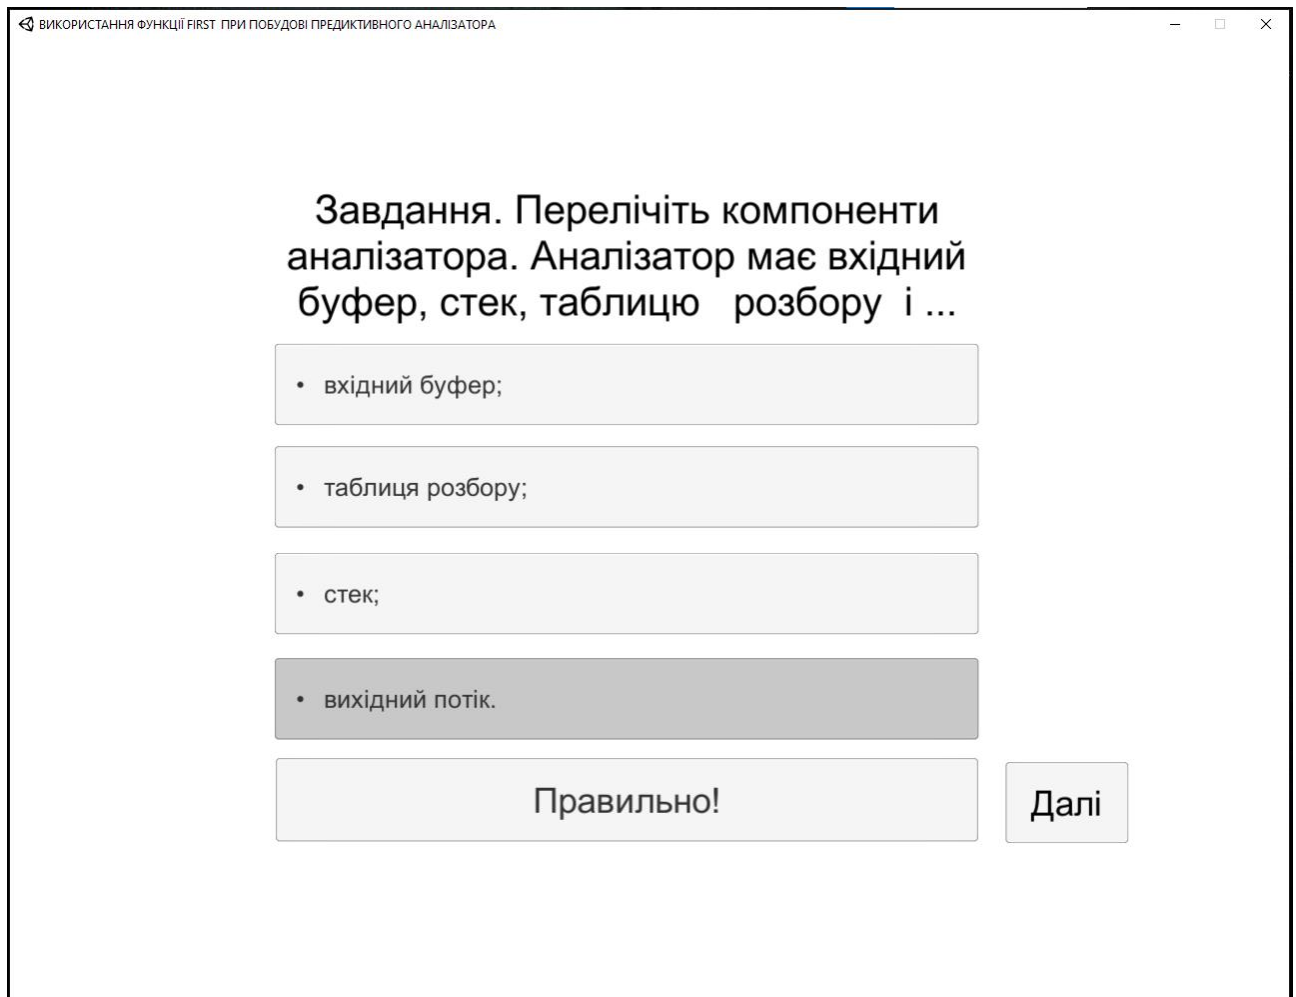 ВИКОРИСТАННЯ ФУНКЦІЇ FIRST ПРИ ПОБУДОВІ ПРЕДИКТИВНОГО АНАЛІЗАТОРА
Завдання. Перелічіть компоненти
аналізатора. Аналізатор має вхідний
буфер, стек, таблицю розбору і ...
• вхідний буфер;
• таблиця розбору;
• стек;
• вихідний потік.
Правильно!
Далі